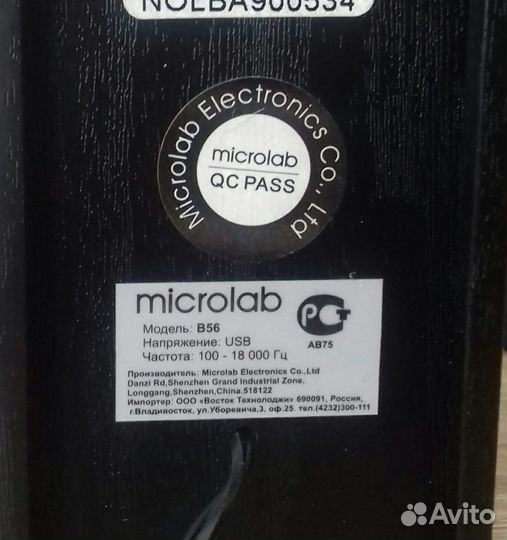 NOLBA900534
Microlab Electronics Co., Ltd
microlab
QC PASS
microlab
Модель: B56
Напряжение: USB
Частота: 100 - 18 000 Гц
РСТ
АВ75
Производитель: Microlab Electronics Co.,Ltd
Danzi Rd,Shenzhen Grand Industrial Zone,
Longgang,Shenzhen,China.518122
Импортер: ООО «Восток Технолоджи» 690091, Россия,
г.Владивосток, ул.Уборевича,3, оф.25. тел.(4232)300-111
Avito